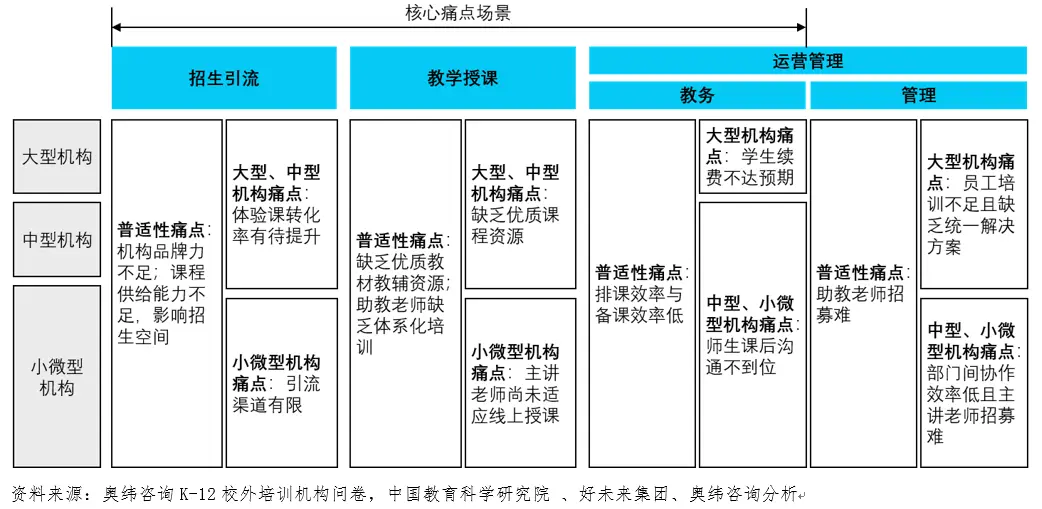 核心痛点场景
招生引流
教学授课
运营管理
教务
管理
大型机构
中型机构
小微型
机构
普适性痛点：
机构品牌力
不足；课程
供给能力不
足，影响招
生空间
大型、中型
机构痛点：
体验课转化
率有待提升
小微型机构
痛点：引流
渠道有限
普适性痛点：
缺乏优质教
材教辅资源；
助教老师缺
乏体系化培
训
大型、中型
机构痛点：
缺乏优质课
程资源
小微型机构
痛点：主讲
老师尚未适
应线上授课
普适性痛点：
排课效率与
备课效率低
大型机构痛
点：学生续
费不达预期
中型、小微
型机构痛点：
师生课后沟
通不到位
普适性痛点：
助教老师招
募难
大型机构痛
点：员工培
训不足且缺
乏统一解决
方案
中型、小微
型机构痛点：
部门间协作
效率低且主
讲老师招募
难
资料来源：奥纬咨询 K-12 校外培训机构问卷，中国教育科学研究院 、好未来集团、奥纬咨询分析